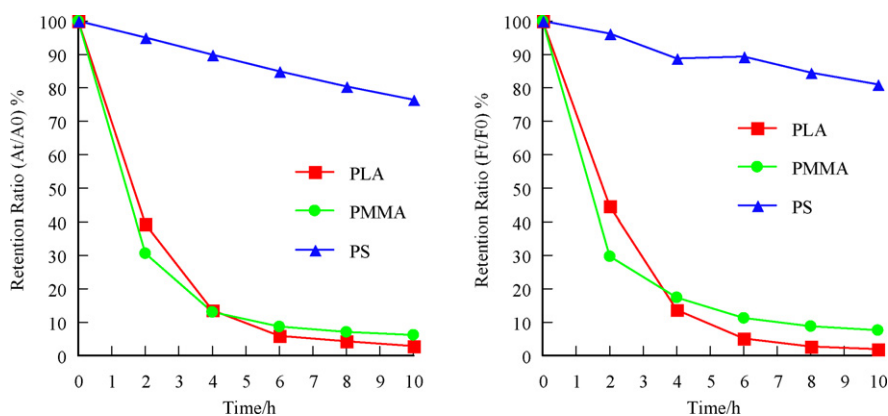 Retention Ratio (At/A0) %
100
90
80
70
60
50
40
30
20
10
0
PLA
PMMA
PS
0 1 2 4 3 6 7 5 8 9 10
Time/h
Retention Ratio (Ft/F0) %
100
90
80
70
60
50
40
30
20
10
0
PLA
PMMA
PS
0 1 2 3 4 5 6 7 8 9 10
Time/h